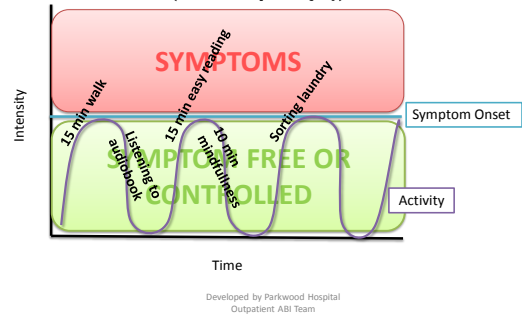 SYMPTOMS
Intensity
15 min walk
Listening to
audiobook
15 min easy reading
10 min
mindfullness
Sorting laundry
Symptom Onset
SYMPTOM FREE OR
CONTROLLED
Activity
Time
Developed by Parkwood Hospital
Outpatient ABI Team